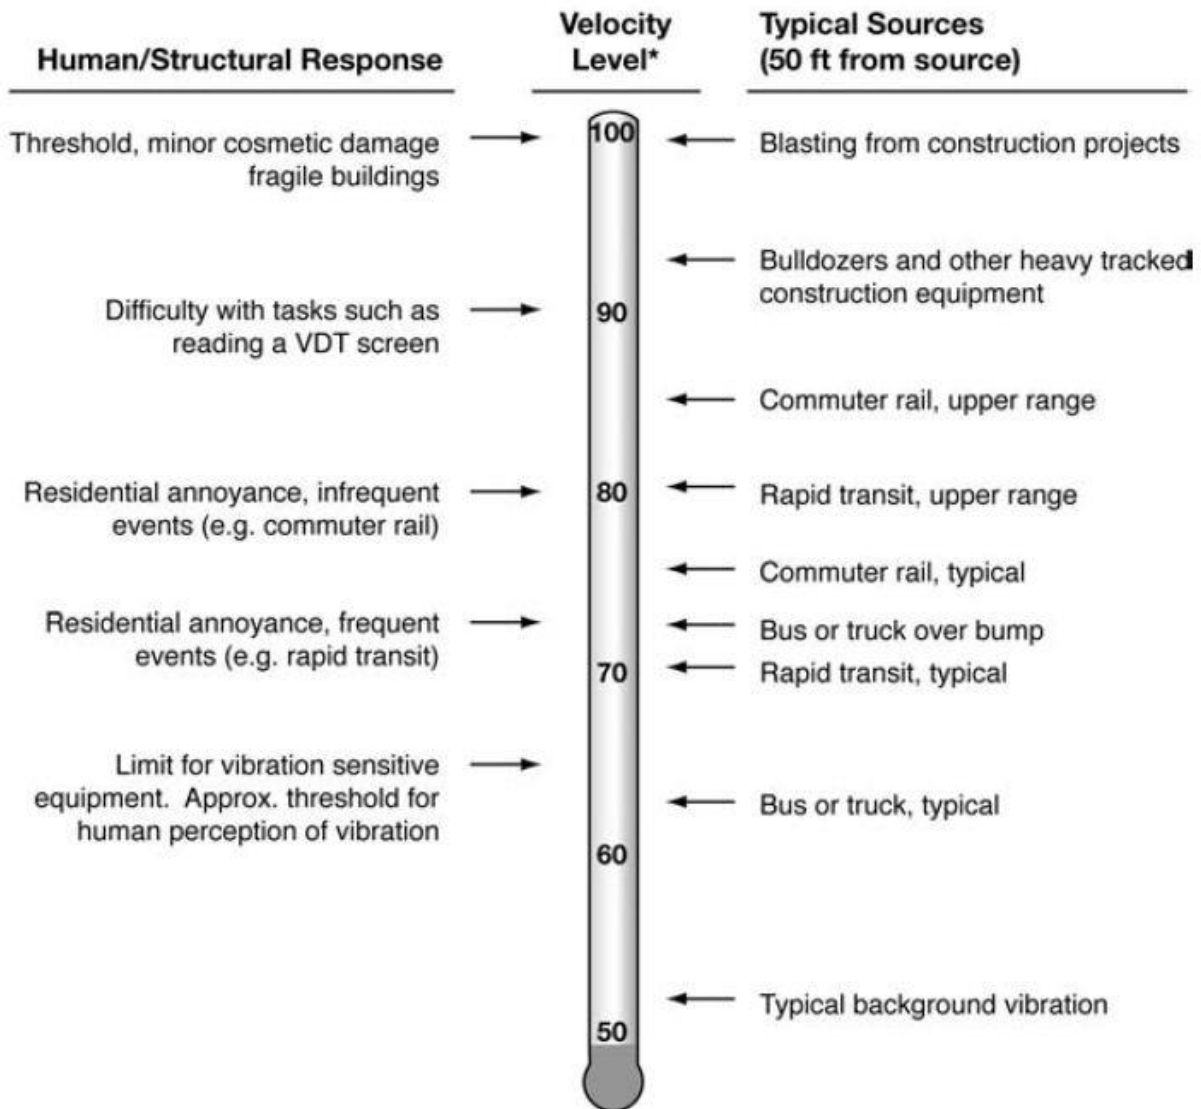 Human/Structural Response
Velocity
Level*
Typical Sources
(50 ft from source)
Threshold, minor cosmetic damage
fragile buildings
100
Blasting from construction projects
Bulldozers and other heavy tracked
construction equipment
Difficulty with tasks such as
reading a VDT screen
90
Commuter rail, upper range
Residential annoyance, infrequent
events (e.g. commuter rail)
80
Rapid transit, upper range
Commuter rail, typical
Residential annoyance, frequent
events (e.g. rapid transit)
Bus or truck over bump
70
Rapid transit, typical
Limit for vibration sensitive
equipment. Approx. threshold for
human perception of vibration
Bus or truck, typical
60
Typical background vibration
50